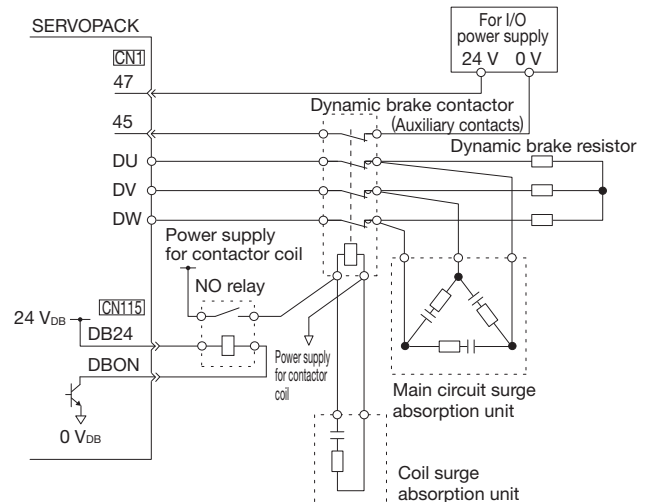 SERVOPACK
For I/O
power supply
24 V 0 V
CN1
47
Dynamic brake contactor
(Auxiliary contacts)
45
Dynamic brake resistor
DU
DV
DW
Power supply
for contactor coil
NO relay
CN115
24 VDB
DB24
DBON
0 VDB
Power supply
for contactor
coil
Main circuit surge
absorption unit
Coil surge
absorption unit